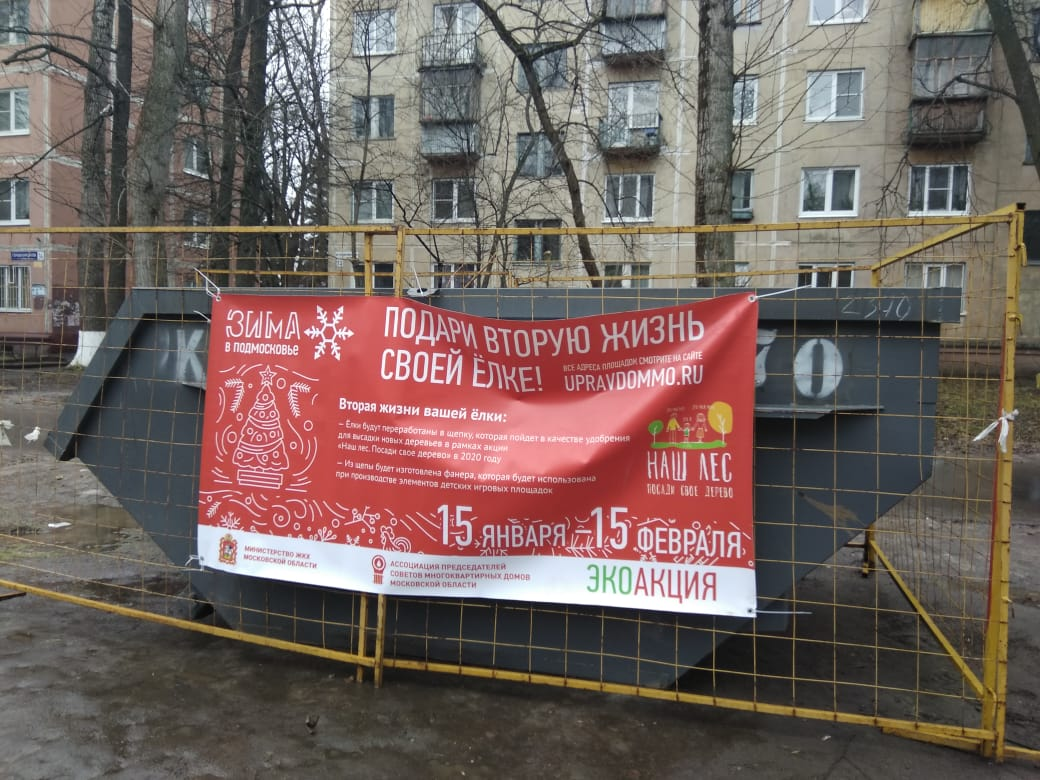 ЗИМА
В ПОДМОСКОВЬЕ
ПОДАРИ ВТОРУЮ ЖИЗНЬ
СВОЕЙ ЁЛКЕ!
ВСЕ АДРЕСА ПЛОЩАДОК СМОТРИТЕ НА САЙТЕ
UPRAVDOMMO.RU
Вторая жизни вашей ёлки:
– Ёлки будут переработаны в щепку, которая пойдет в качестве удобрения
для высадки новых деревьев в рамках акции
«Наш лес. Посади свое дерево» в 2020 году
– Из щепы будет изготовлена фанера, которая будет использована
при производстве элементов детских игровых площадок
НАШ ЛЕС
ПОСАДИ СВОЕ ДЕРЕВО
15 ЯНВАРЯ – 15 ФЕВРАЛЯ
МИНИСТЕРСТВО ЖКХ
МОСКОВСКОЙ ОБЛАСТИ
АССОЦИАЦИЯ ПРЕДСЕДАТЕЛЕЙ
СОВЕТОВ МНОГОКВАРТИРНЫХ ДОМОВ
МОСКОВСКОЙ ОБЛАСТИ
ЭКОАКЦИЯ
К
70
2370